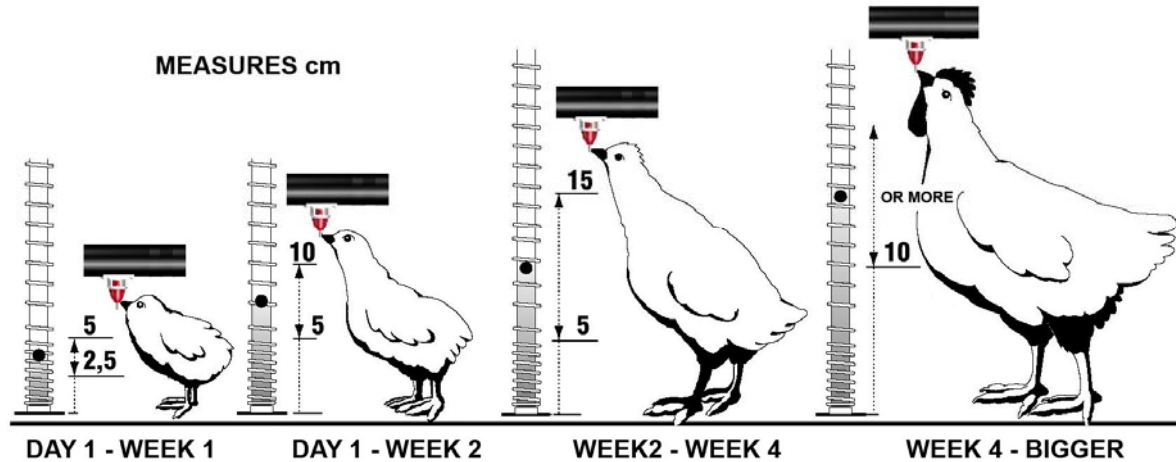 MEASURES cm
5
2,5
10
5
15
5
OR MORE
10
DAY 1 - WEEK 1
DAY 1 - WEEK 2
WEEK2 - WEEK 4
WEEK 4 - BIGGER